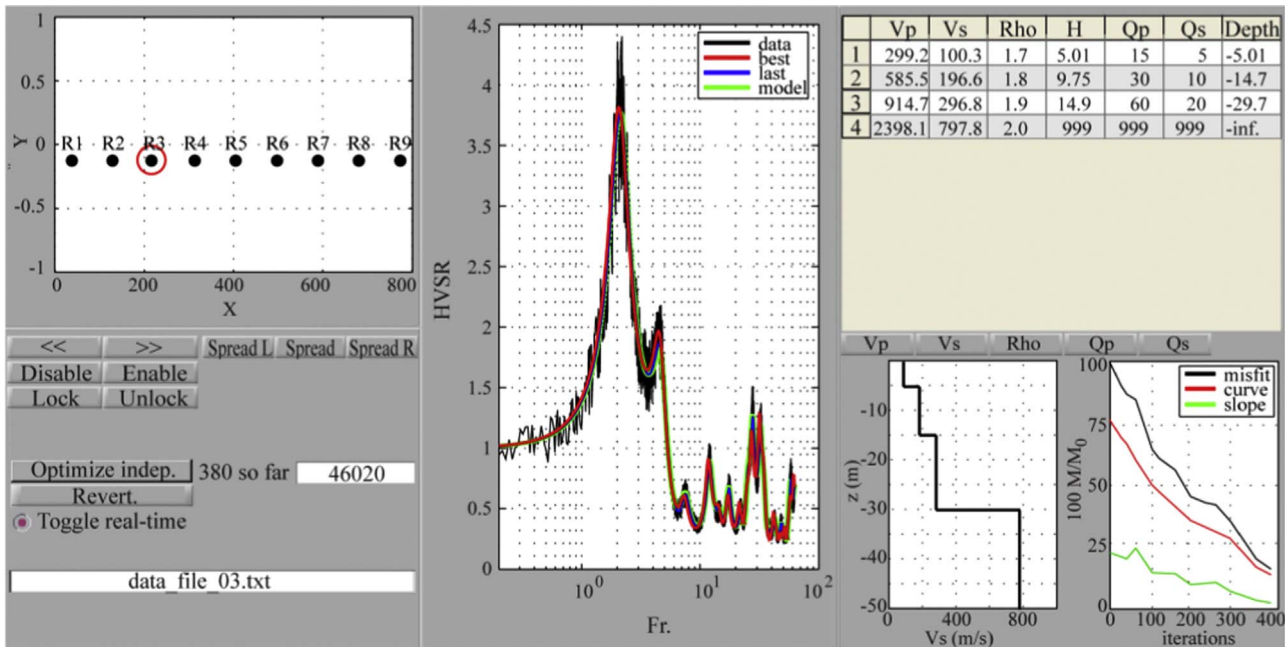 1
0.5
0
-0.5
-1
Y
R1 R2 R3 R4 R5 R6 R7 R8 R9
0 200 400 600 800
X
<< >> Spread L Spread Spread R
Disable Enable
Lock Unlock
Optimize indep. 380 so far 46020
Revert.
Toggle real-time
data_file_03.txt
4.5
4
3.5
3
2.5
2
1.5
1
0.5
0
HVSR
data
best
last
model
10^0 10^1 10^2
Fr.
Vp Vs Rho H Qp Qs Depth
1 299.2 100.3 1.7 5.01 15 5 -5.01
2 585.5 196.6 1.8 9.75 30 10 -14.7
3 914.7 296.8 1.9 14.9 60 20 -29.7
4 2398.1 797.8 2.0 999 999 999 -inf.
Vp Vs Rho Qp Qs
-10
-20
-30
-40
-50
z (m)
0 400 800
Vs (m/s)
100
75
50
25
0
100 M/M0
misfit
curve
slope
0 100 200 300 400
iterations